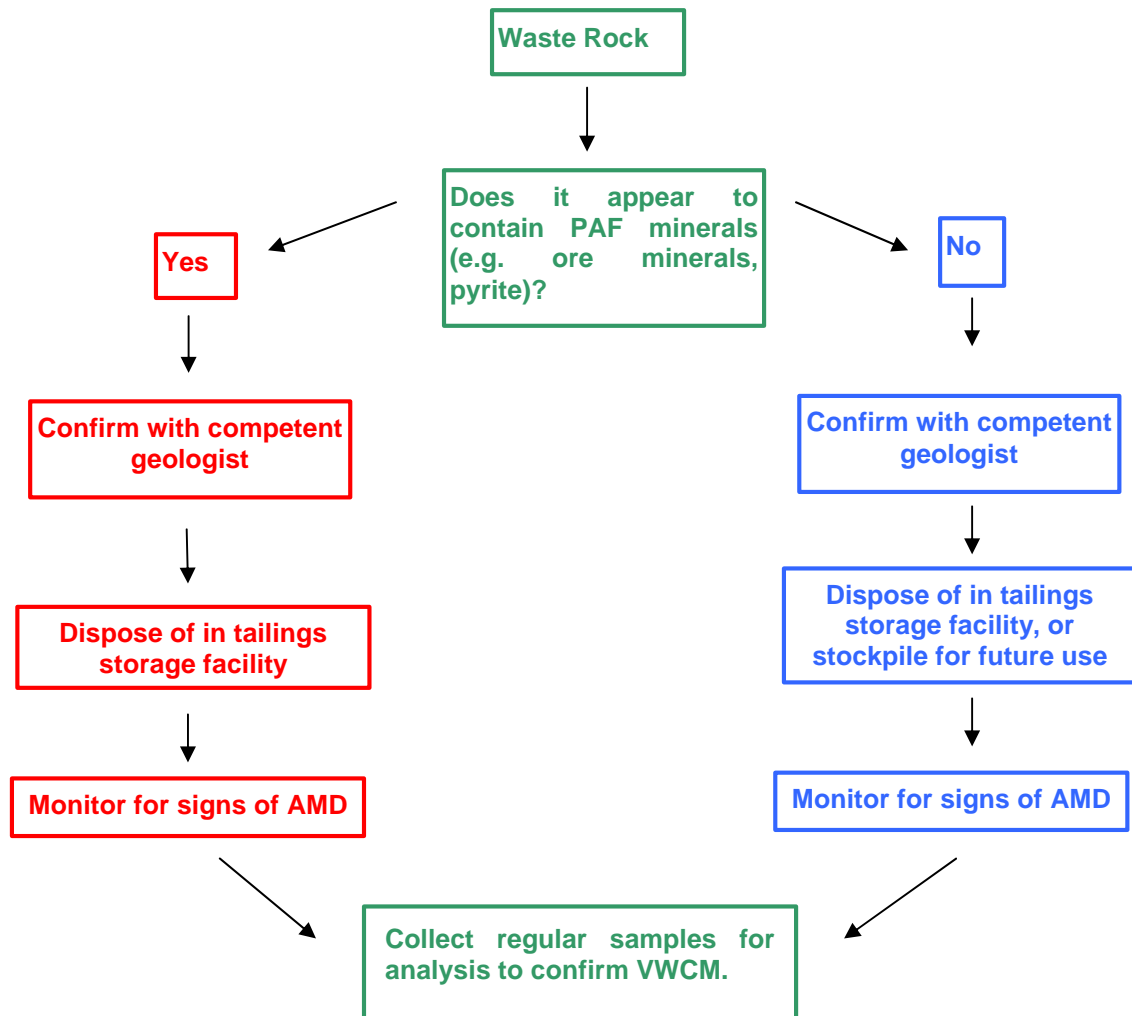 Waste Rock
Does it appear to
contain PAF minerals
(e.g. ore minerals,
pyrite)?
Yes
No
Confirm with competent
geologist
Confirm with competent
geologist
Dispose of in tailings
storage facility
Dispose of in tailings
storage facility, or
stockpile for future use
Monitor for signs of AMD
Monitor for signs of AMD
Collect regular samples for
analysis to confirm VWCM.